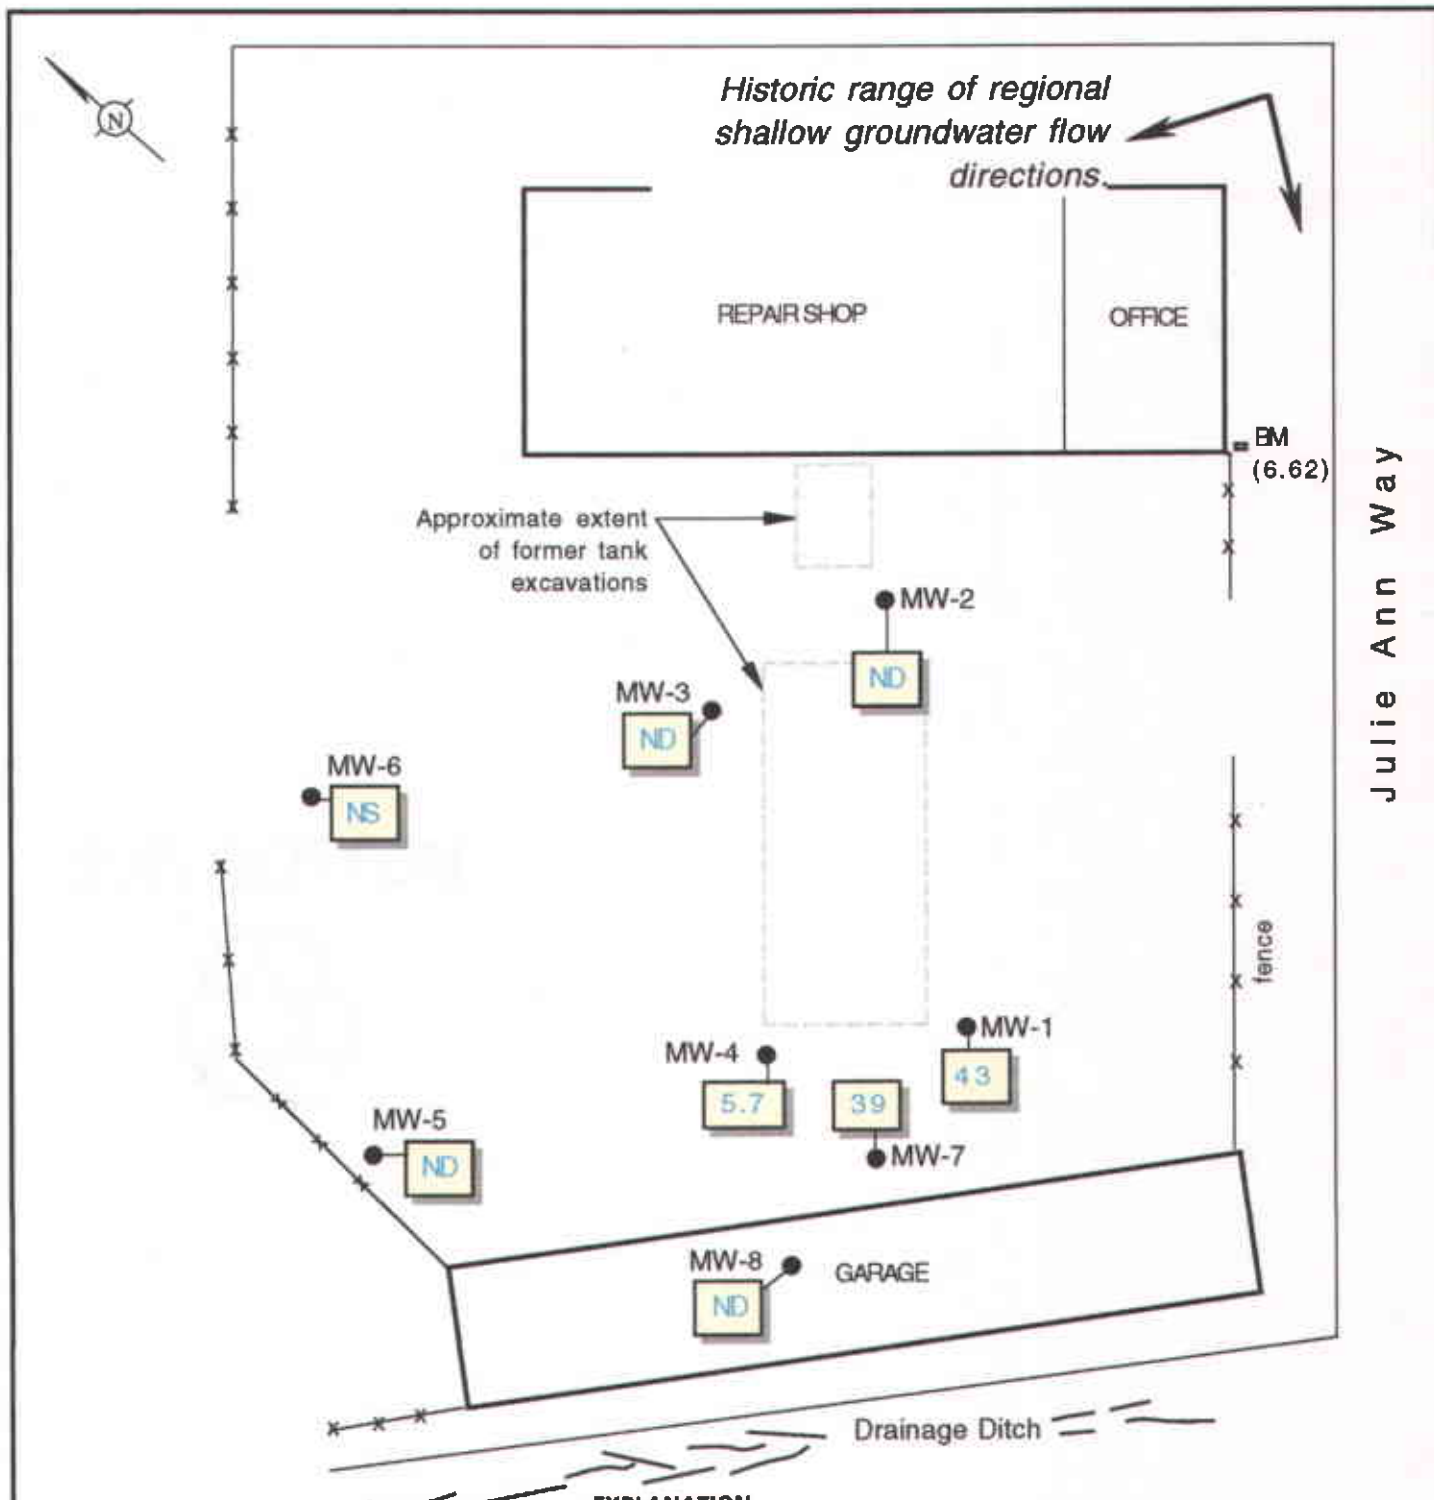 N
Historic range of regional
shallow groundwater flow
directions.
REPAIR SHOP
OFFICE
BM
(6.62)
Julie Ann Way
Approximate extent
of former tank
excavations
MW-2
ND
MW-3
ND
MW-6
NS
fence
MW-1
43
MW-4
5.7
39
MW-7
MW-5
ND
MW-8
ND
GARAGE
Drainage Ditch
EXPLANATION